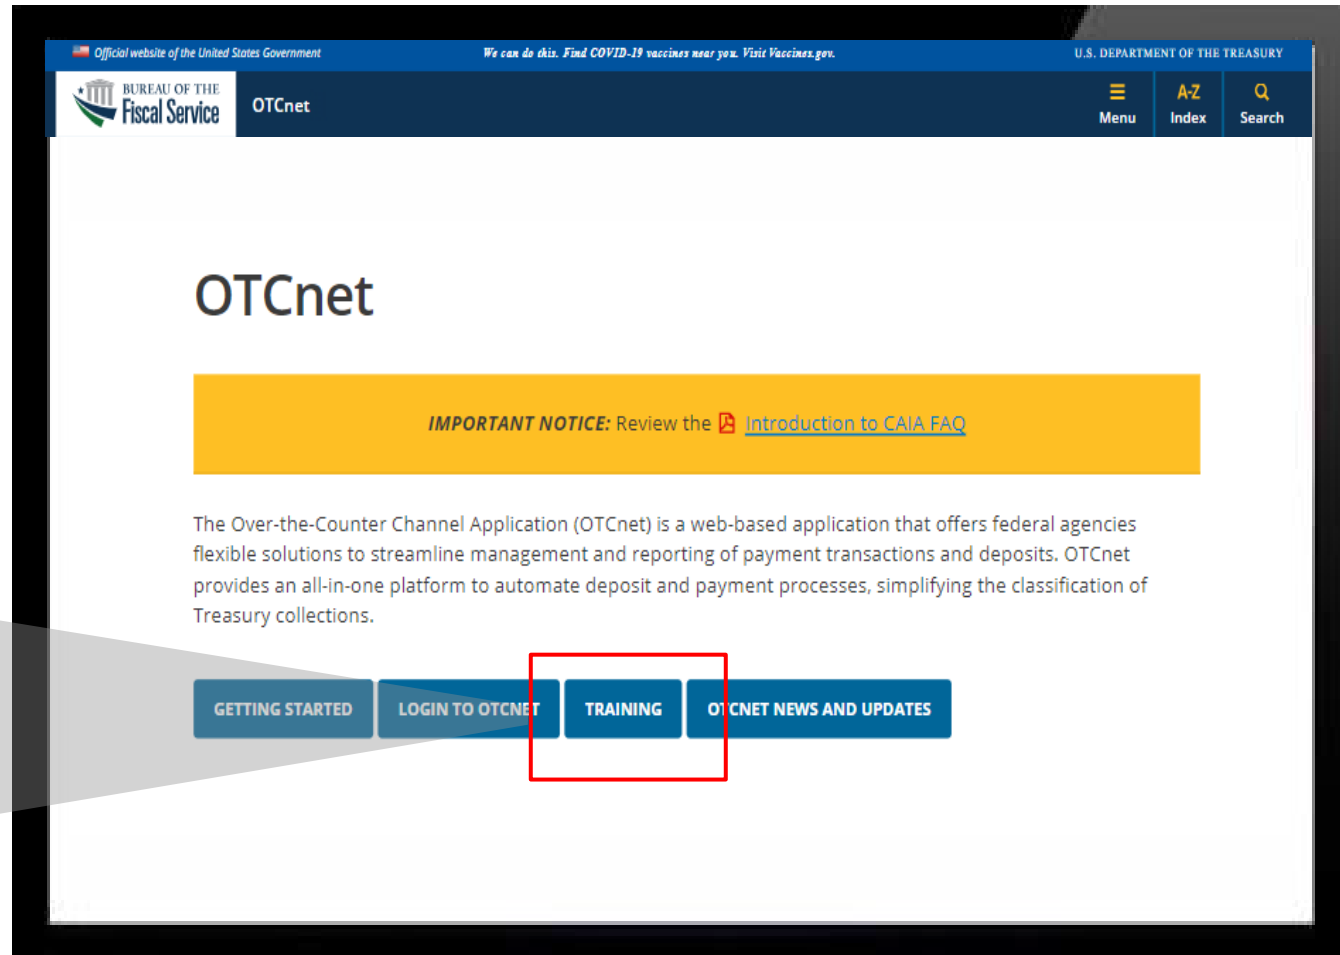 Official website of the United States Government
We can do this. Find COVID-19 vaccines near you. Visit Vaccines.gov.
U.S. DEPARTMENT OF THE TREASURY
BUREAU OF THE
Fiscal Service
OTCnet
Menu
A-Z
Index
Search
OTCnet
IMPORTANT NOTICE: Review the Introduction to CAIA FAQ
The Over-the-Counter Channel Application (OTCnet) is a web-based application that offers federal agencies
flexible solutions to streamline management and reporting of payment transactions and deposits. OTCnet
provides an all-in-one platform to automate deposit and payment processes, simplifying the classification of
Treasury collections.
GETTING STARTED
LOGIN TO OTCNET
TRAINING
OTCNET NEWS AND UPDATES